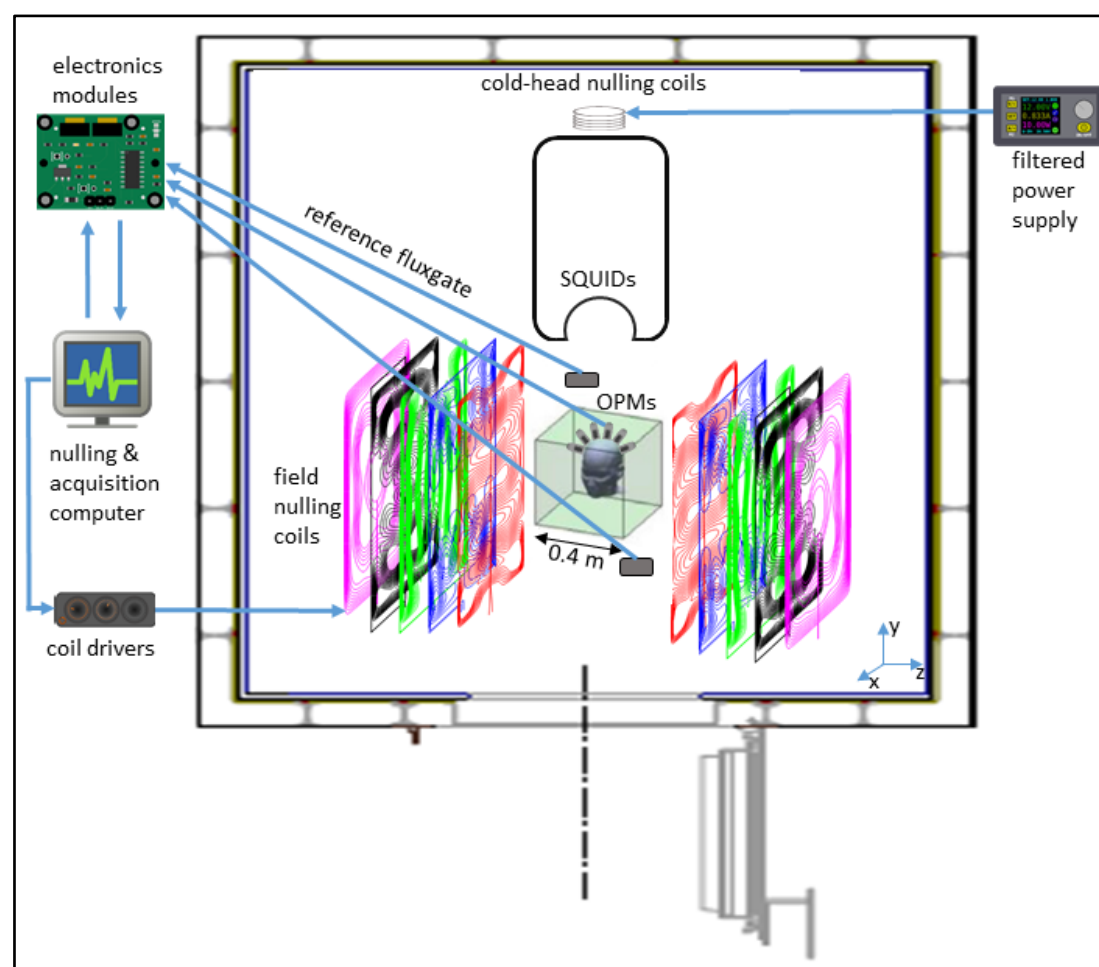 electronics
modules
cold-head nulling coils
filtered
power
supply
reference fluxgate
SQUIDs
OPMs
nulling &
acquisition
computer
field
nulling
coils
0.4 m
coil drivers
y
x
z